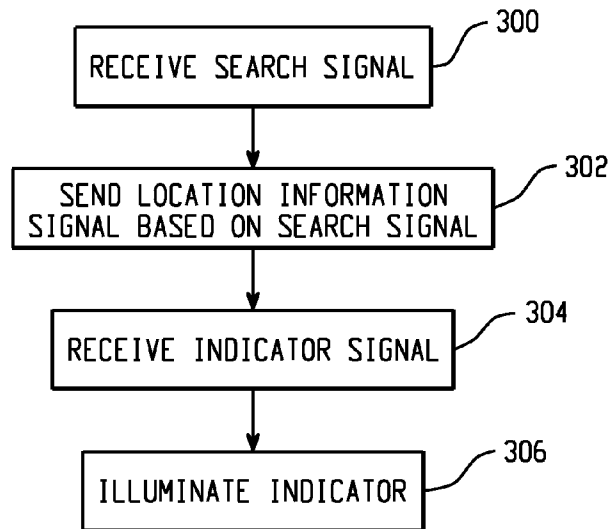 300
RECEIVE SEARCH SIGNAL
302
SEND LOCATION INFORMATION
SIGNAL BASED ON SEARCH SIGNAL
304
RECEIVE INDICATOR SIGNAL
306
ILLUMINATE INDICATOR